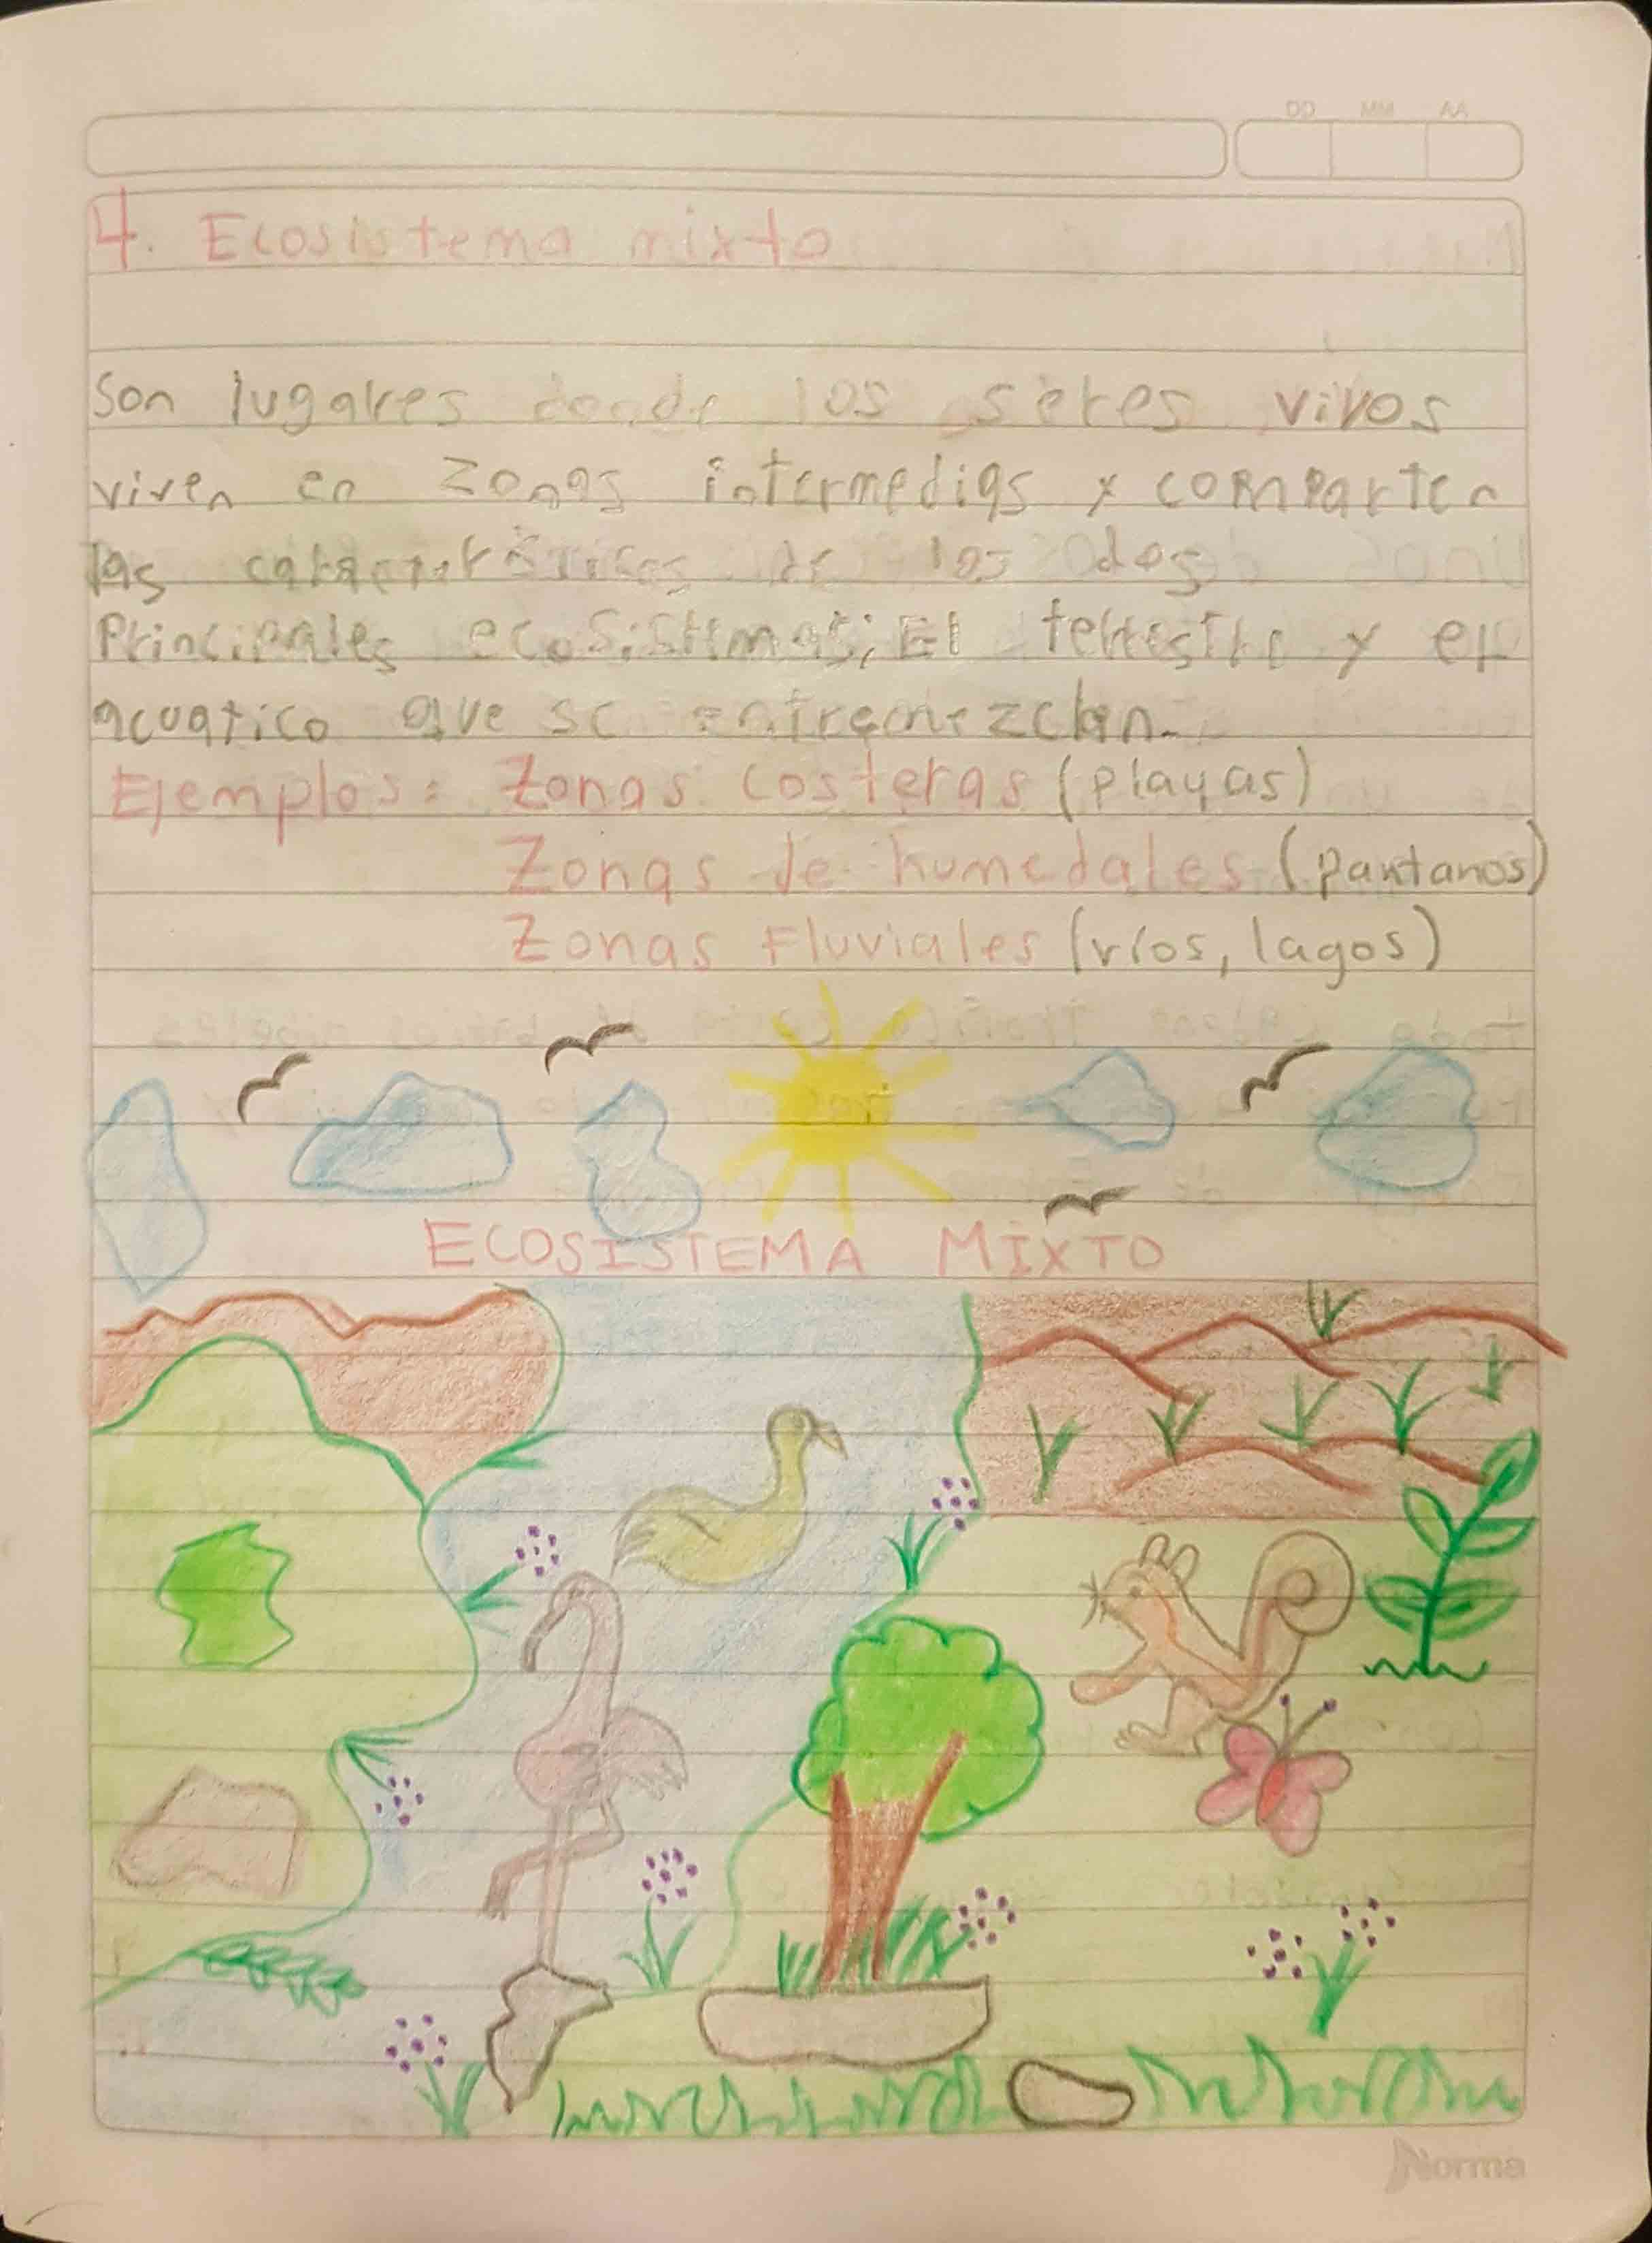 DD MM AA
4. Ecosistema mixto
Son lugares donde los seres vivos
viven en zonas intermedias y comparten
las características de los dos
Principales ecosistemas; El terrestre y el
acuatico que se entremezclan.
Ejemplos: Zonas costeras (playas)
Zonas de humedales (pantanos)
Zonas Fluviales (ríos, lagos)
ECOSISTEMA MIXTO
Norma